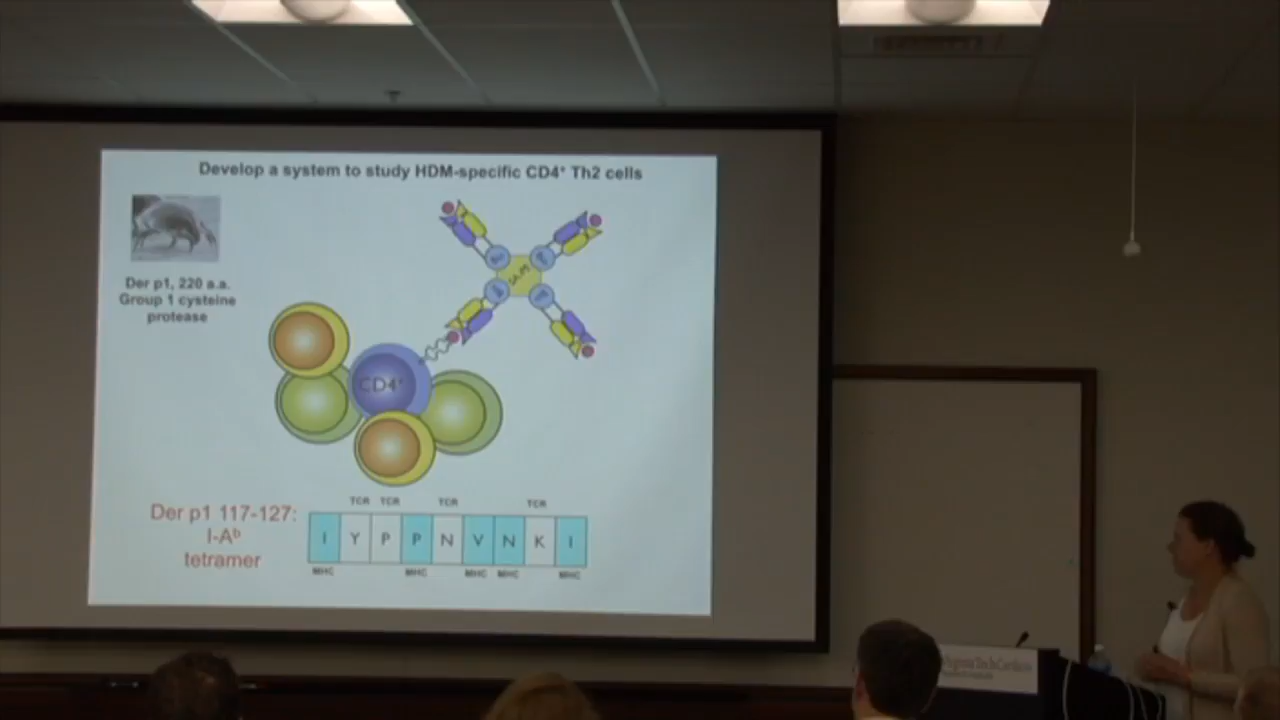 Develop a system to study HDM-specific CD4⁺ Th2 cells
Der p1, 220 a.a.
Group 1 cysteine
protease
CD4⁺
Der p1 117-127:
I-Aᵇ
tetramer
TCR TCR TCR TCR
I Y P P N V N K I
MHC MHC MHC MHC MHC